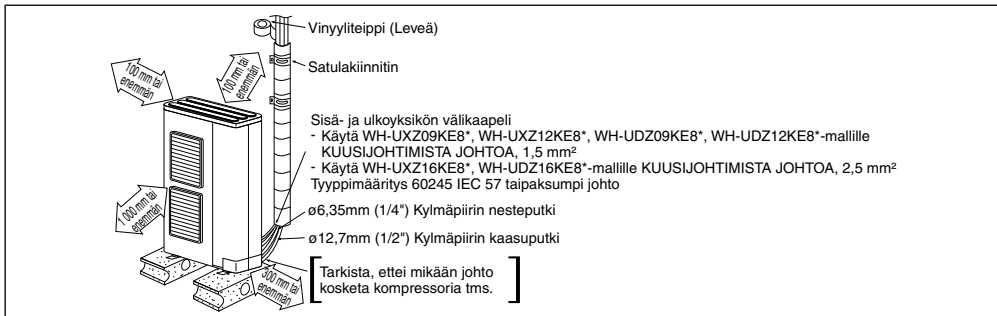 Vinyyliteippi (Leveä)
100 mm tai
enemmän
100 mm tai
enemmän
Satulakiinnitin
Sisä- ja ulkoyksikön välikaapeli
- Käytä WH-UXZ09KE8*, WH-UXZ12KE8*, WH-UDZ09KE8*, WH-UDZ12KE8*-mallille
KUUSIJOHTIMISTA JOHTOA, 1,5 mm²
- Käytä WH-UXZ16KE8*, WH-UDZ16KE8*-mallille KUUSIJOHTIMISTA JOHTOA, 2,5 mm²
Tyyppimääritys 60245 IEC 57 taipaksumpi johto
1 000 mm tai
enemmän
ø6,35mm (1/4") Kylmäpiirin nesteputki
ø12,7mm (1/2") Kylmäpiirin kaasuputki
300 mm tai
enemmän
Tarkista, ettei mikään johto
kosketa kompressoria tms.